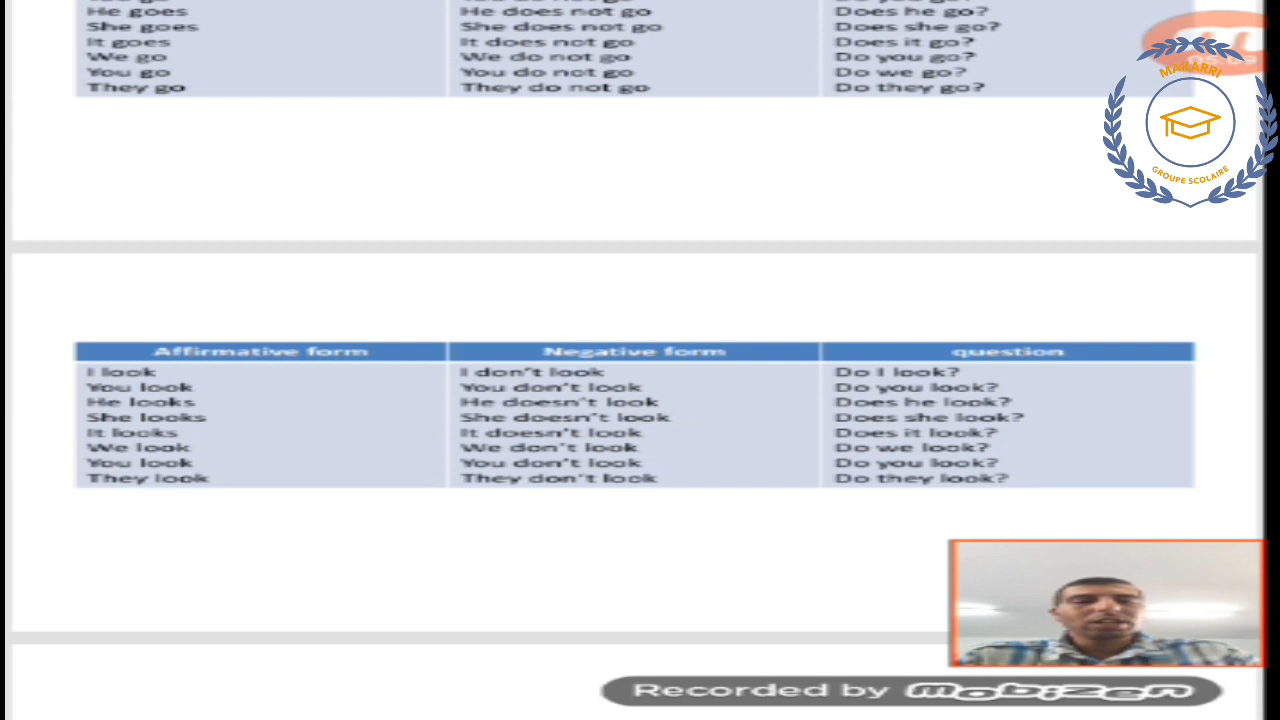 He goes He does not go Does he go?
She goes She does not go Does she go?
It goes It does not go Does it go?
We go We do not go Do you go?
You go You do not go Do we go?
They go They do not go Do they go?
MAKARRI
GROUPE SCOLAIRE
Affirmative form Negative form question
I look I don't look Do I look?
You look You don't look Do you look?
He looks He doesn't look Does he look?
She looks She doesn't look Does she look?
It looks It doesn't look Does it look?
We look We don't look Do we look?
You look You don't look Do you look?
They look They don't look Do they look?
Recorded by mobizen